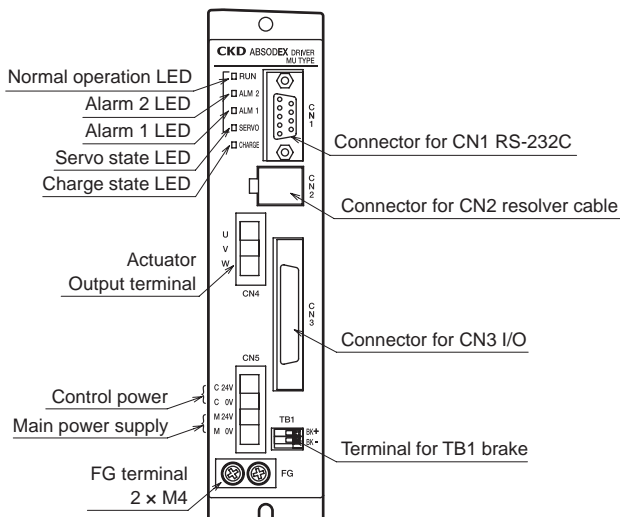 CKD ABSODEX DRIVER
MU TYPE
Normal operation LED
RUN
Alarm 2 LED
ALM 2
Alarm 1 LED
ALM 1
Servo state LED
SERVO
Charge state LED
CHARGE
CN1
Connector for CN1 RS-232C
CN2
Connector for CN2 resolver cable
U
V
W
Actuator
Output terminal
CN4
CN3
Connector for CN3 I/O
CN5
Control power
C 24V
C 0V
Main power supply
M 24V
M 0V
TB1
BK+
BK-
Terminal for TB1 brake
FG terminal
2 × M4
FG